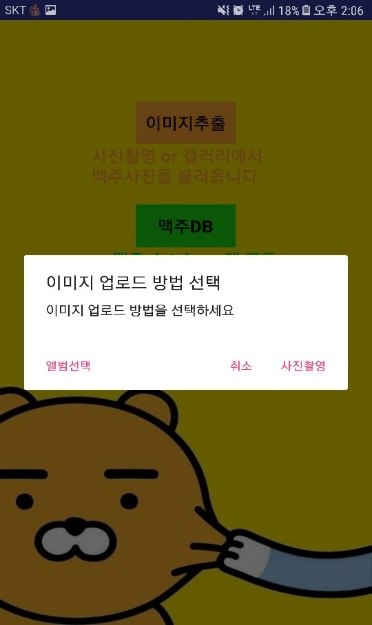 SKT LTE 18% 오후 2:06
이미지추출
사진촬영 or 갤러리에서
맥주사진을 불러옵니다
맥주DB
이미지 업로드 방법 선택
이미지 업로드 방법을 선택하세요
앨범선택 취소 사진촬영